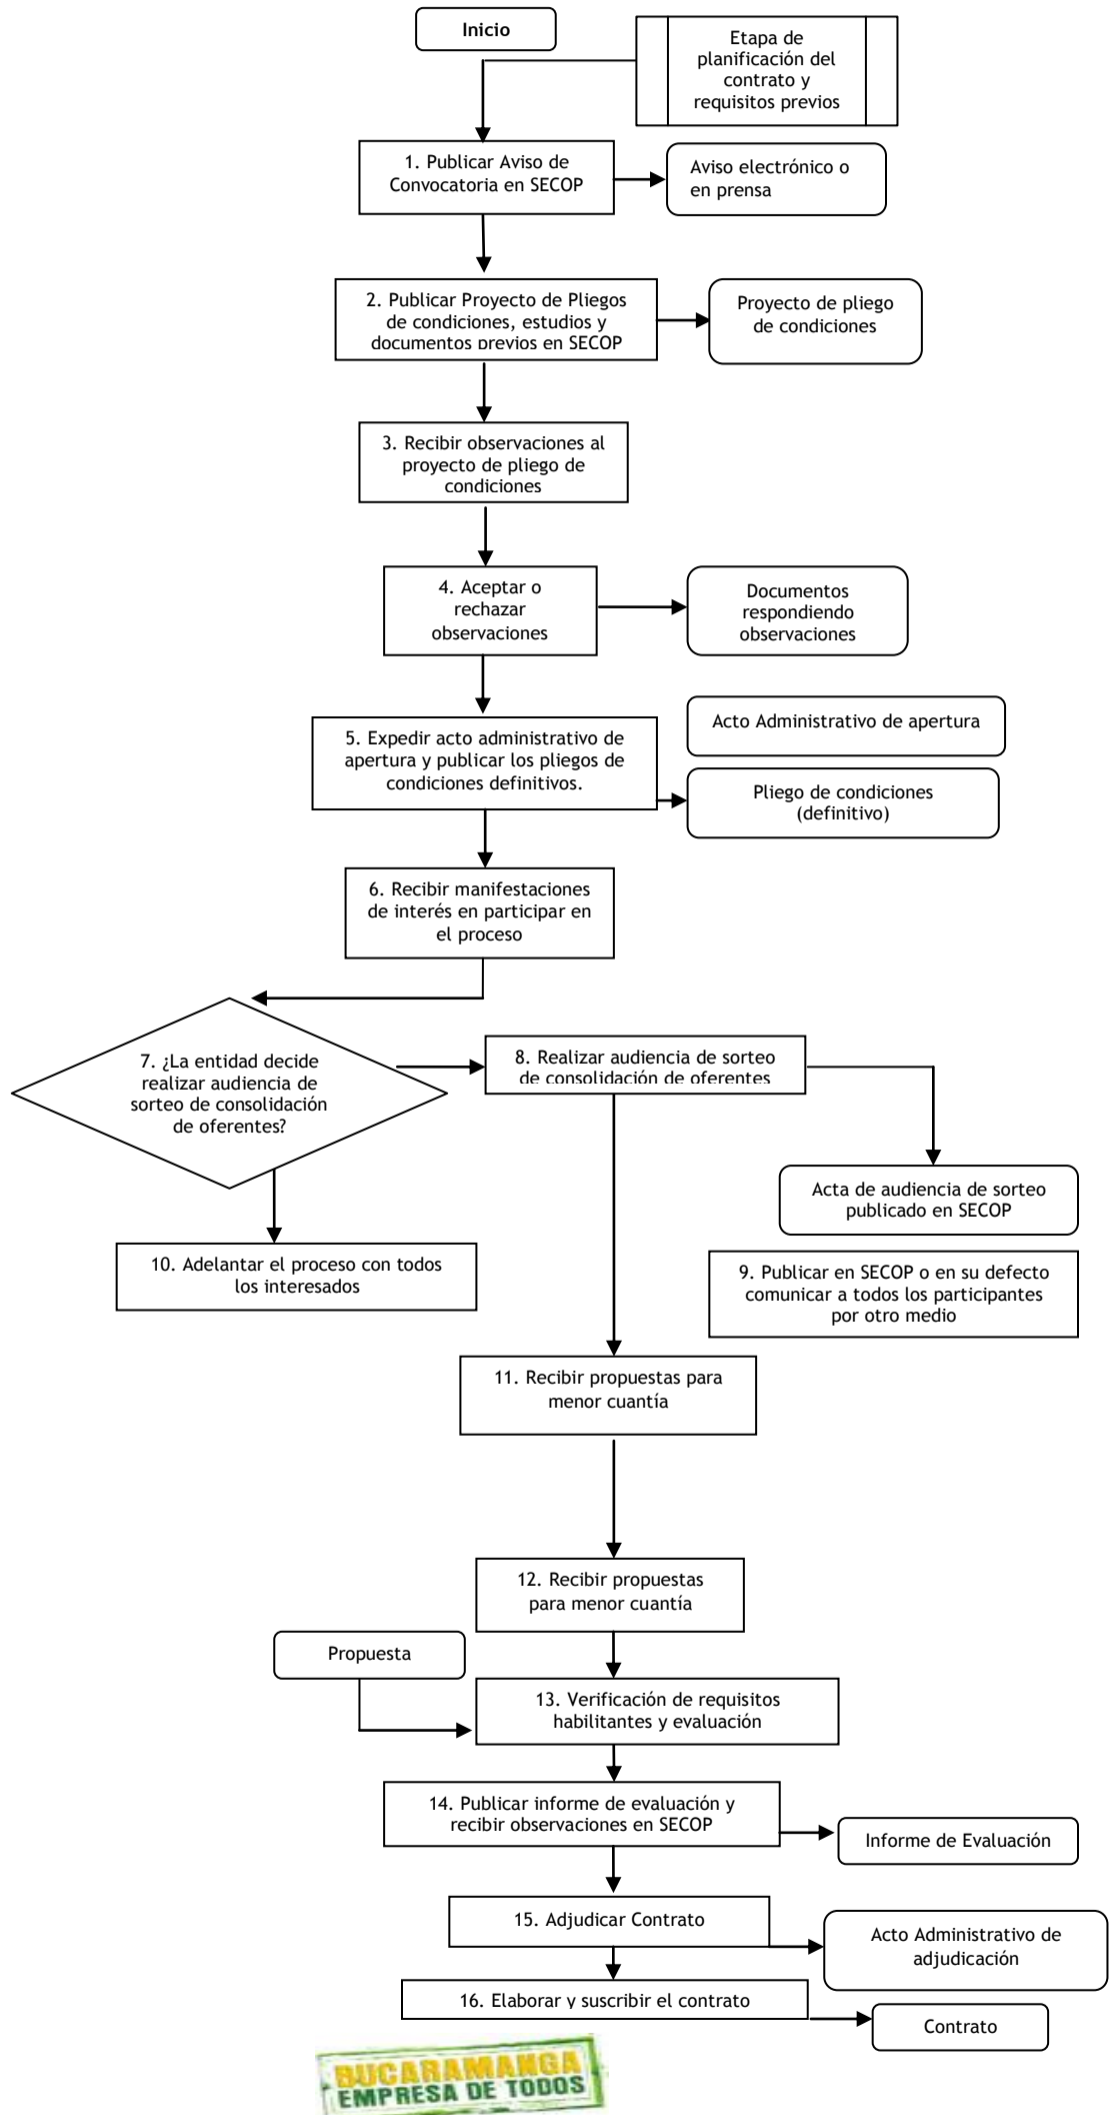 Inicio
Etapa de
planificación del
contrato y
requisitos previos
1. Publicar Aviso de
Convocatoria en SECOP
Aviso electrónico o
en prensa
2. Publicar Proyecto de Pliegos
de condiciones, estudios y
documentos previos en SECOP
Proyecto de pliego
de condiciones
3. Recibir observaciones al
proyecto de pliego de
condiciones
4. Aceptar o
rechazar
observaciones
Documentos
respondiendo
observaciones
Acto Administrativo de apertura
5. Expedir acto administrativo de
apertura y publicar los pliegos de
condiciones definitivos.
Pliego de condiciones
(definitivo)
6. Recibir manifestaciones
de interés en participar en
el proceso
7. ¿La entidad decide
realizar audiencia de
sorteo de consolidación
de oferentes?
8. Realizar audiencia de sorteo
de consolidación de oferentes
Acta de audiencia de sorteo
publicado en SECOP
10. Adelantar el proceso con todos
los interesados
9. Publicar en SECOP o en su defecto
comunicar a todos los participantes
por otro medio
11. Recibir propuestas para
menor cuantía
12. Recibir propuestas
para menor cuantía
Propuesta
13. Verificación de requisitos
habilitantes y evaluación
14. Publicar informe de evaluación y
recibir observaciones en SECOP
Informe de Evaluación
15. Adjudicar Contrato
Acto Administrativo de
adjudicación
16. Elaborar y suscribir el contrato
Contrato
BUCARAMANGA
EMPRESA DE TODOS